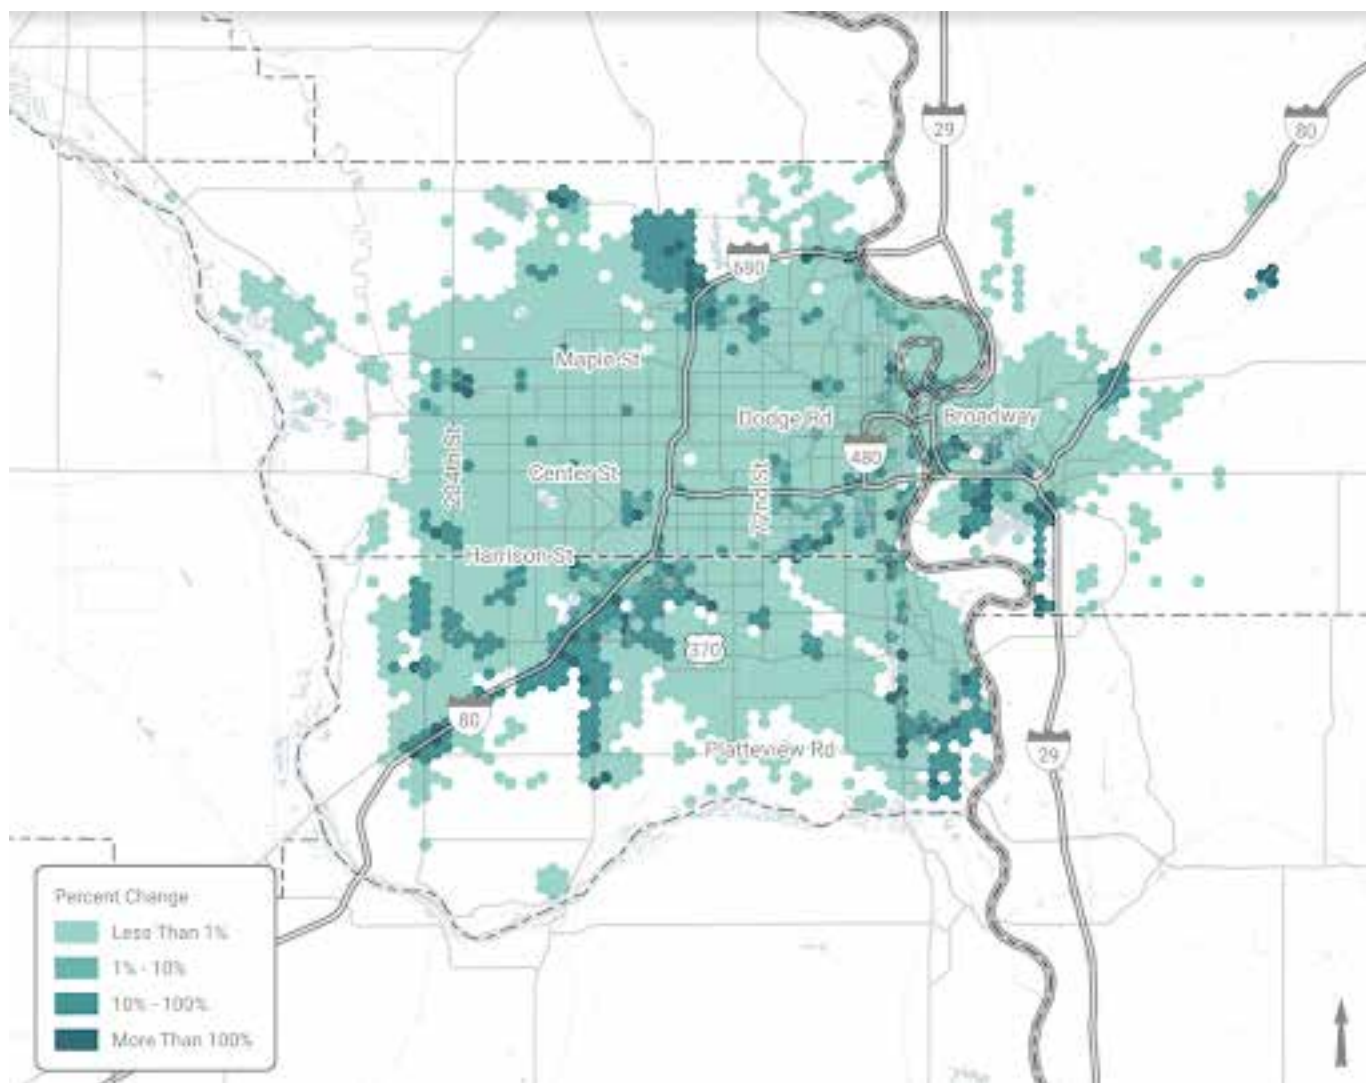 29
80
680
Maple St
Dodge Rd
Broadway
480
204th St
Center St
72nd St
Harrison St
370
80
Platteview Rd
29
Percent Change
Less Than 1%
1% - 10%
10% - 100%
More Than 100%